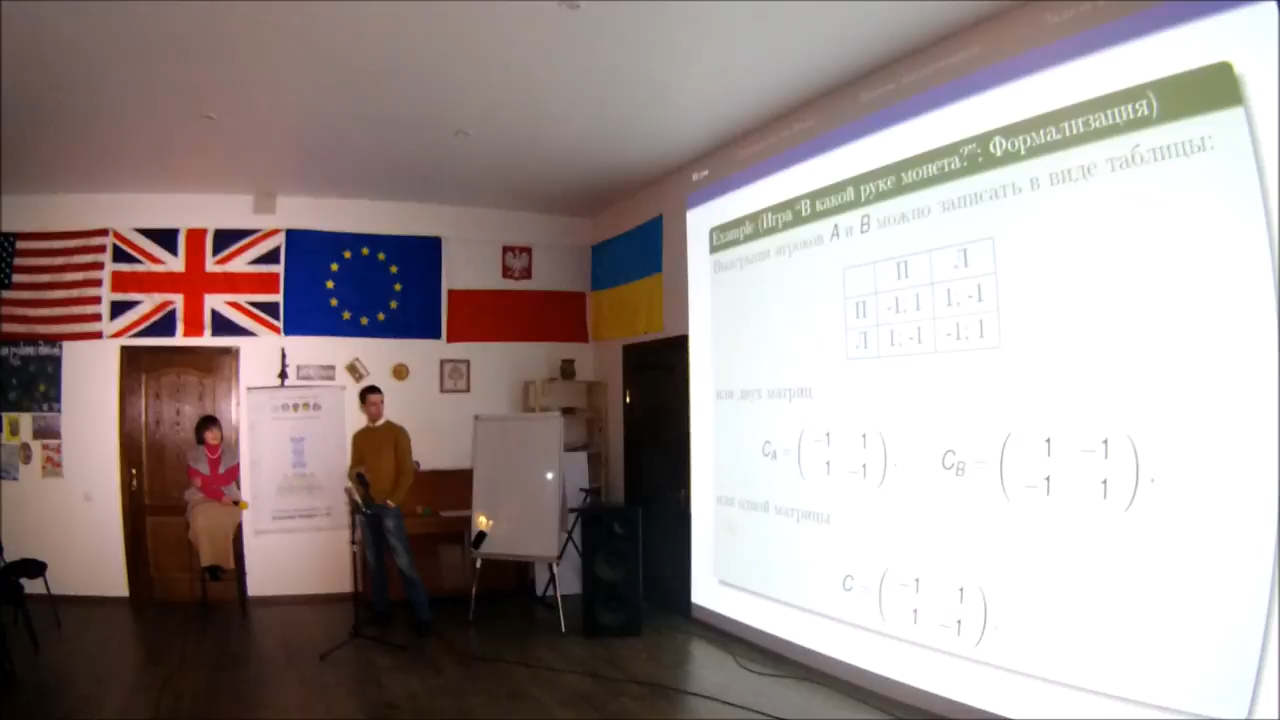 Игры
Example (Игра "В какой руке монета?"; Формализация)
Выигрыши игроков A и B можно записать в виде таблицы:
П Л
П -1; 1 1; -1
Л 1; -1 -1; 1
или двух матриц
C_A = ( −1 1 1 −1 ). C_B = ( 1 −1 −1 1 ).
или одной матрицы
C = ( −1 1 1 −1 ).